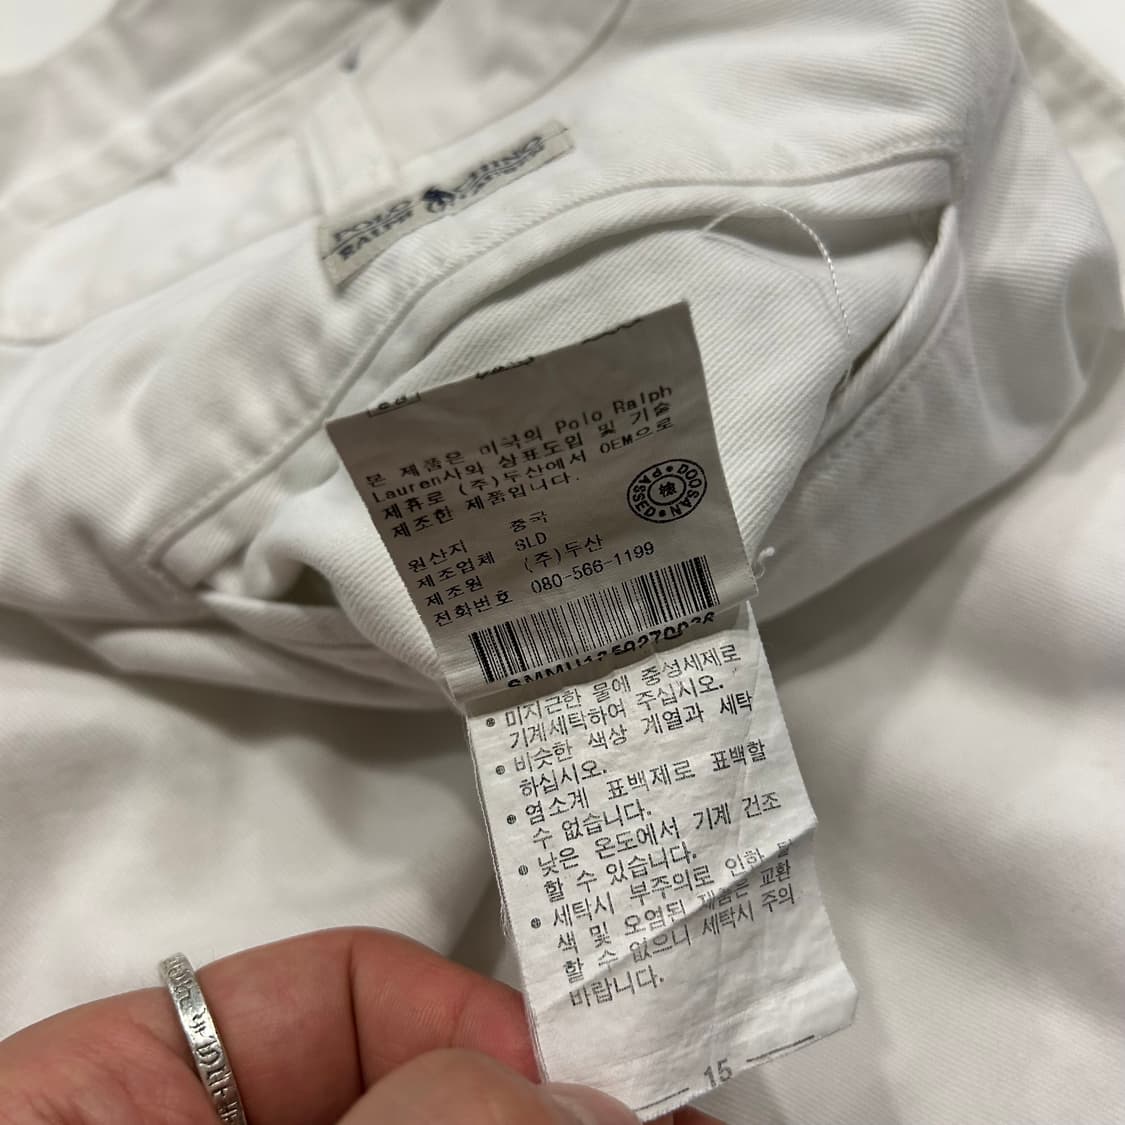 POLO
RALPH
본 제품은 미국의 Polo Ralph
Lauren사의 상표도입 및 기술
제휴로 (주)두산에서 OEM으로
제조한 제품입니다.
DOOSAN
PASSED
원산지 중국
제조업체 SLD
제조원 (주)두산
전화번호 080-566-1199
• 미지근한 물에 중성세제로
기계세탁하여 주십시오.
• 비슷한 색상 계열과 세탁
하십시오.
• 염소계 표백제로 표백할
수 없습니다.
• 낮은 온도에서 기계 건조
할 수 있습니다.
• 세탁시 부주의로 인한 탈
색 및 오염된 제품은 교환
할 수 없으니 세탁시 주의
바랍니다.
15